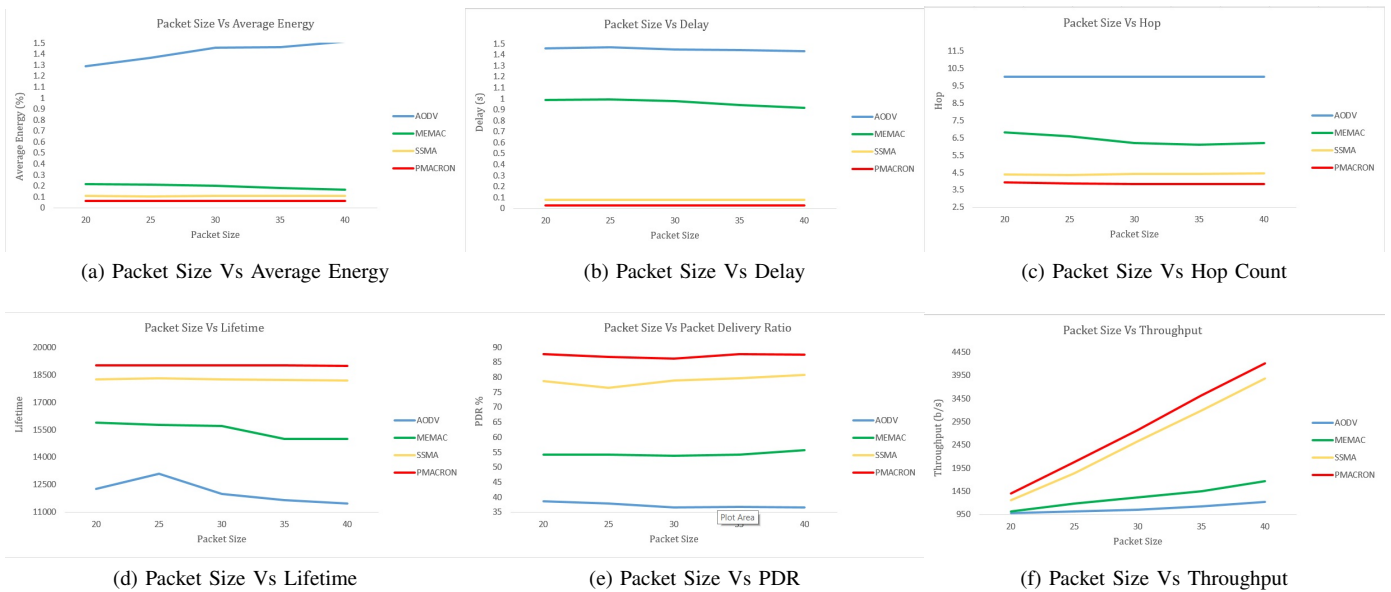 Packet Size Vs Average Energy
1.5
1.4
1.3
1.2
1.1
1
0.9
0.8
0.7
0.6
0.5
0.4
0.3
0.2
0.1
0
Average Energy (%)
20 25 30 35 40
Packet Size
AODV
MEMAC
SSMA
PMACRON
(a) Packet Size Vs Average Energy
Packet Size Vs Delay
1.5
1.4
1.3
1.2
1.1
1
0.9
0.8
0.7
0.6
0.5
0.4
0.3
0.2
0.1
0
Delay (s)
20 25 30 35 40
Packet Size
AODV
MEMAC
SSMA
PMACRON
(b) Packet Size Vs Delay
Packet Size Vs Hop
11.5
10.5
9.5
8.5
7.5
6.5
5.5
4.5
3.5
2.5
Hop
20 25 30 35 40
Packet Size
AODV
MEMAC
SSMA
PMACRON
(c) Packet Size Vs Hop Count
Packet Size Vs Lifetime
20000
18500
17000
15500
14000
12500
11000
Lifetime
20 25 30 35 40
Packet Size
AODV
MEMAC
SSMA
PMACRON
(d) Packet Size Vs Lifetime
Packet Size Vs Packet Delivery Ratio
90
85
80
75
70
65
60
55
50
45
40
35
PDR %
20 25 30 35 40
Plot Area
Packet Size
AODV
MEMAC
SSMA
PMACRON
(e) Packet Size Vs PDR
Packet Size Vs Throughput
4450
3950
3450
2950
2450
1950
1450
950
Throughput (b/s)
20 25 30 35 40
Packet Size
AODV
MEMAC
SSMA
PMACRON
(f) Packet Size Vs Throughput